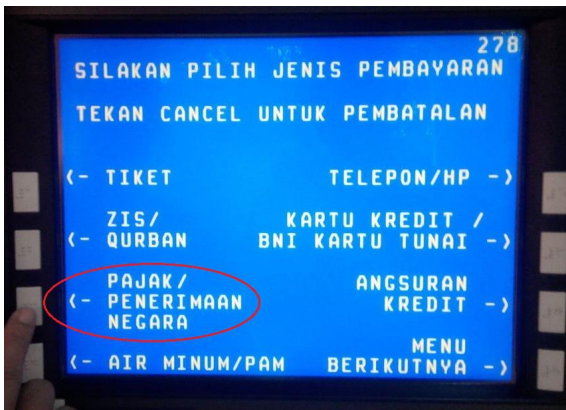 278
SILAKAN PILIH JENIS PEMBAYARAN
TEKAN CANCEL UNTUK PEMBATALAN
<- TIKET
TELEPON/HP ->
ZIS/
<- QURBAN
KARTU KREDIT /
BNI KARTU TUNAI ->
PAJAK/
<- PENERIMAAN
NEGARA
ANGSURAN
KREDIT ->
<- AIR MINUM/PAM
MENU
BERIKUTNYA ->